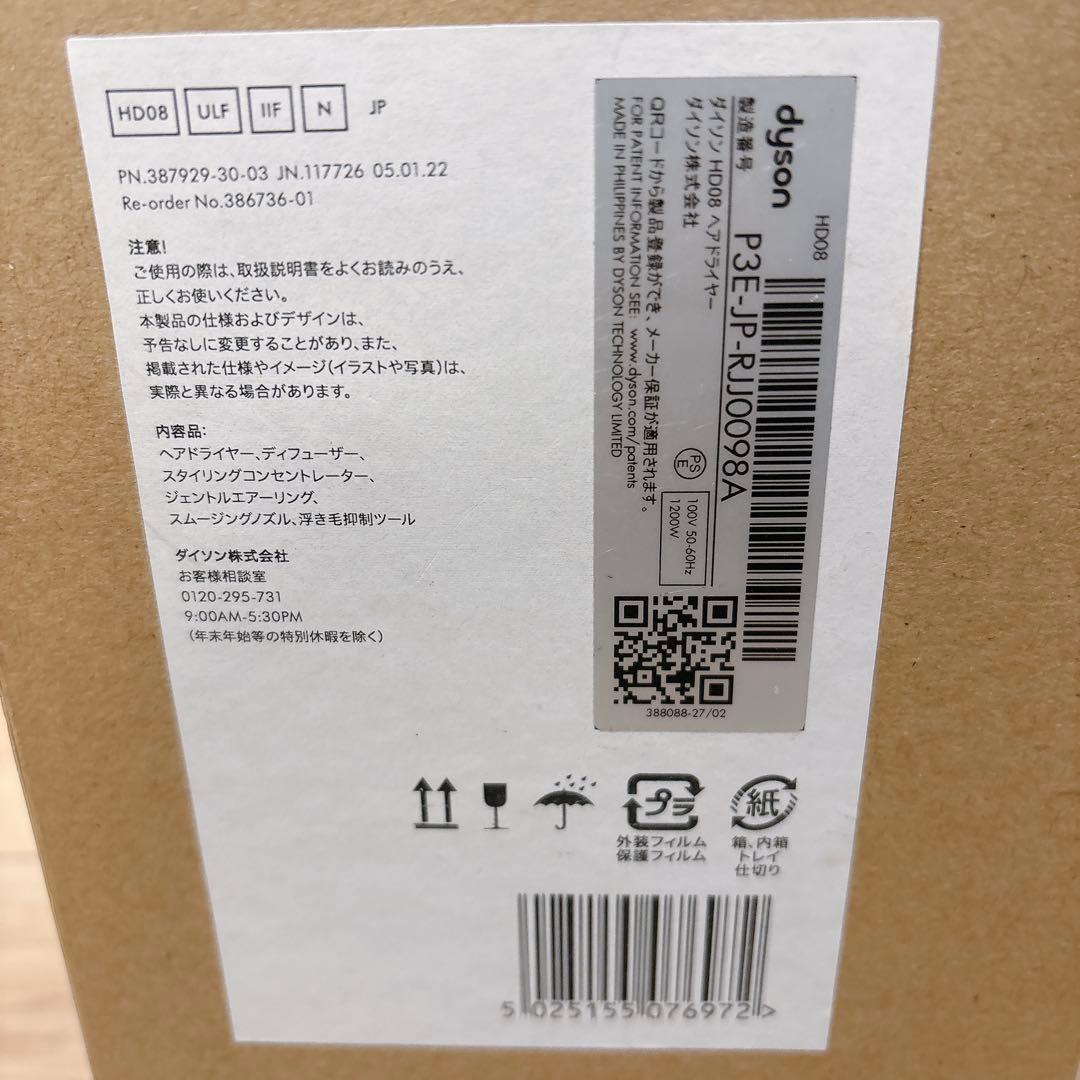 HD08 ULF IIF N JP
PN.387929-30-03 JN.117726 05.01.22
Re-order No.386736-01
注意!
ご使用の際は、取扱説明書をよくお読みのうえ、
正しくお使いください。
本製品の仕様およびデザインは、
予告なしに変更することがあり、また、
掲載された仕様やイメージ(イラストや写真)は、
実際と異なる場合があります。
内容品:
ヘアドライヤー、ディフューザー、
スタイリングコンセントレーター、
ジェントルエアーリング、
スムージングノズル、浮き毛抑制ツール
ダイソン株式会社
お客様相談室
0120-295-731
9:00AM-5:30PM
(年末年始等の特別休暇を除く)
dyson HD08
製造番号 P3E-JP-RJJ0098A
ダイソン HD08 ヘアドライヤー
ダイソン株式会社
PS
E
100V 50-60Hz
1200W
QRコードから製品登録ができ、メーカー保証が適用されます。
FOR PATENT INFORMATION SEE: www.dyson.com/patents
MADE IN PHILIPPINES BY DYSON TECHNOLOGY LIMITED
388088-27/02
プラ
外装フィルム
保護フィルム
紙
箱、内箱
トレイ
仕切り
5 025155 076972 >